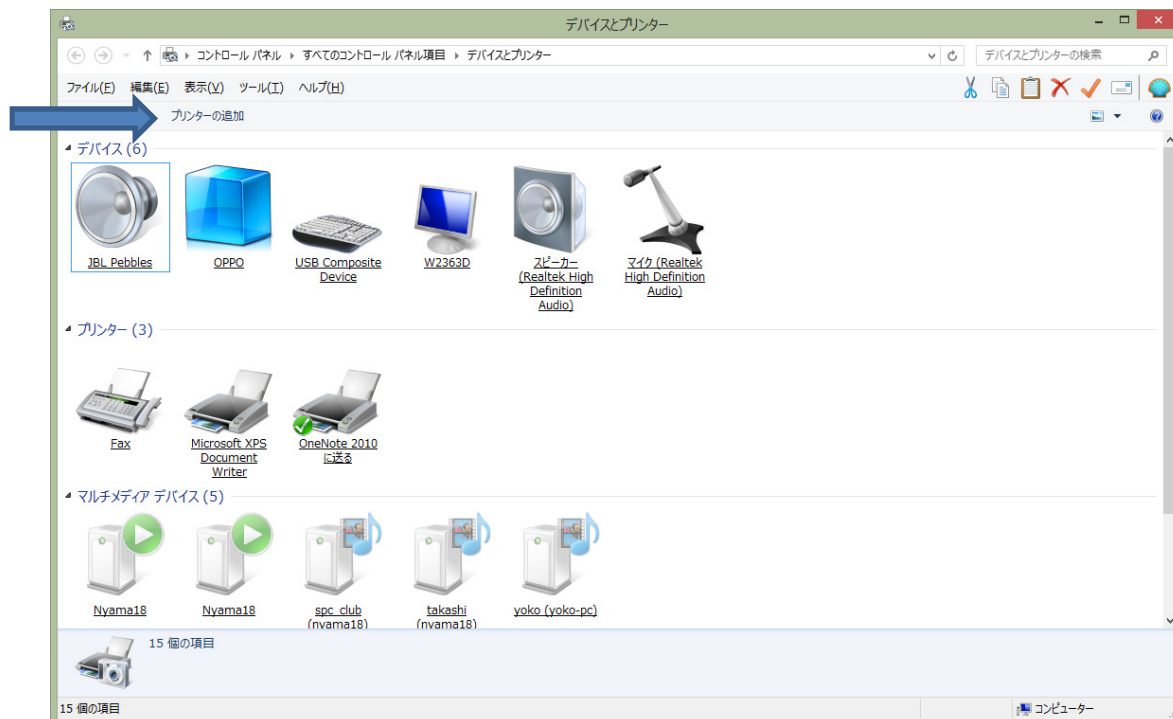 デバイスとプリンター
コントロール パネル ▸ すべてのコントロール パネル項目 ▸ デバイスとプリンター
デバイスとプリンターの検索
ファイル(F) 編集(E) 表示(V) ツール(T) ヘルプ(H)
プリンターの追加
デバイス (6)
JBL Pebbles
OPPO
USB Composite
Device
W2363D
スピーカー
(Realtek High
Definition
Audio)
マイク (Realtek
High Definition
Audio)
プリンター (3)
Fax
Microsoft XPS
Document
Writer
OneNote 2010
に送る
マルチメディア デバイス (5)
Nyama18
Nyama18
spc_club
(nyama18)
takashi
(nyama18)
yoko (yoko-pc)
15 個の項目
15 個の項目
コンピューター